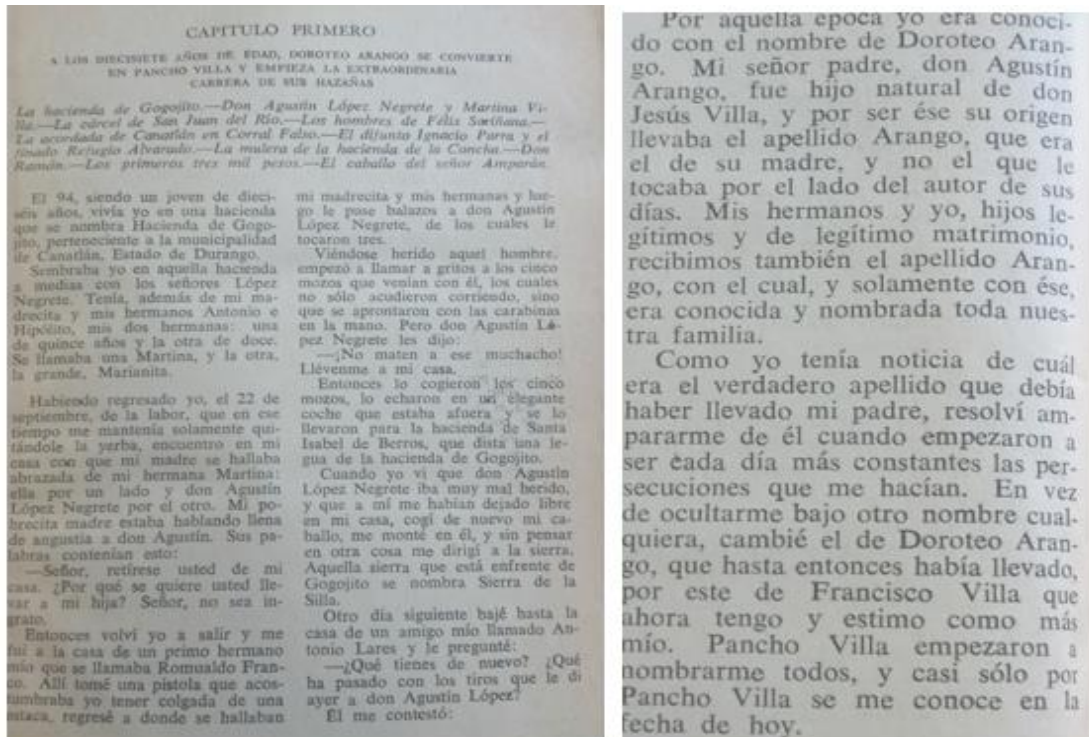 CAPITULO PRIMERO
A LOS DIECISIETE AÑOS DE EDAD, DOROTEO ARANGO SE CONVIERTE
EN PANCHO VILLA Y EMPIEZA LA EXTRAORDINARIA
CARRERA DE SUS HAZAÑAS
La hacienda de Gogojito.—Don Agustín López Negrete y Martina Vi-
lla.—La cárcel de San Juan del Río.—Los hombres de Félix Sariñana.—
La acordada de Canatlán en Corral Falso.—El difunto Ignacio Parra y el
finado Refugio Alvarado.—La mulera de la hacienda de la Concha.—Don
Ramón.—Los primeros tres mil pesos.—El caballo del señor Amparán.
El 94, siendo un joven de dieci-
séis años, vivía yo en una hacienda
que se nombra Hacienda de Gogo-
jito, perteneciente a la municipalidad
de Canatlán, Estado de Durango.
Sembraba yo en aquella hacienda
a medias con los señores López
Negrete. Tenía, además de mi ma-
drecita y mis hermanos Antonio e
Hipólito, mis dos hermanas: una
de quince años y la otra de doce.
Se llamaba una Martina, y la otra,
la grande, Marianita.
Habiendo regresado yo, el 22 de
septiembre, de la labor, que en ese
tiempo me mantenía solamente qui-
tándole la yerba, encuentro en mi
casa con que mi madre se hallaba
abrazada de mi hermana Martina:
ella por un lado y don Agustín
López Negrete por el otro. Mi po-
brecita madre estaba hablando llena
de angustia a don Agustín. Sus pa-
labras contenían esto:
—Señor, retírese usted de mi
casa. ¿Por qué se quiere usted lle-
var a mi hija? Señor, no sea in-
grato.
Entonces volví yo a salir y me
fui a la casa de un primo hermano
mío que se llamaba Romualdo Fran-
co. Allí tomé una pistola que acos-
tumbraba yo tener colgada de una
estaca, regresé a donde se hallaban
mi madrecita y mis hermanas y lue-
go le puse balazos a don Agustín
López Negrete, de los cuales le
tocaron tres.
Viéndose herido aquel hombre,
empezó a llamar a gritos a los cinco
mozos que venían con él, los cuales
no sólo acudieron corriendo, sino
que se aprontaron con las carabinas
en la mano. Pero don Agustín Ló-
pez Negrete les dijo:
—¡No maten a ese muchacho!
Llévenme a mi casa.
Entonces lo cogieron los cinco
mozos, lo echaron en un elegante
coche que estaba afuera y se lo
llevaron para la hacienda de Santa
Isabel de Berros, que dista una le-
gua de la hacienda de Gogojito.
Cuando yo vi que don Agustín
López Negrete iba muy mal herido,
y que a mí me habían dejado libre
en mi casa, cogí de nuevo mi ca-
ballo, me monté en él, y sin pensar
en otra cosa me dirigí a la sierra.
Aquella sierra que está enfrente de
Gogojito se nombra Sierra de la
Silla.
Otro día siguiente bajé hasta la
casa de un amigo mío llamado An-
tonio Lares y le pregunté:
—¿Qué tienes de nuevo? ¿Qué
ha pasado con los tiros que le di
ayer a don Agustín López?
Él me contestó:
Por aquella época yo era conoci-
do con el nombre de Doroteo Aran-
go. Mi señor padre, don Agustín
Arango, fue hijo natural de don
Jesús Villa, y por ser ése su origen
llevaba el apellido Arango, que era
el de su madre, y no el que le
tocaba por el lado del autor de sus
días. Mis hermanos y yo, hijos le-
gítimos y de legítimo matrimonio,
recibimos también el apellido Aran-
go, con el cual, y solamente con ése,
era conocida y nombrada toda nues-
tra familia.
Como yo tenía noticia de cuál
era el verdadero apellido que debía
haber llevado mi padre, resolví am-
pararme de él cuando empezaron a
ser cada día más constantes las per-
secuciones que me hacían. En vez
de ocultarme bajo otro nombre cual-
quiera, cambié el de Doroteo Aran-
go, que hasta entonces había llevado,
por este de Francisco Villa que
ahora tengo y estimo como más
mío. Pancho Villa empezaron a
nombrarme todos, y casi sólo por
Pancho Villa se me conoce en la
fecha de hoy.